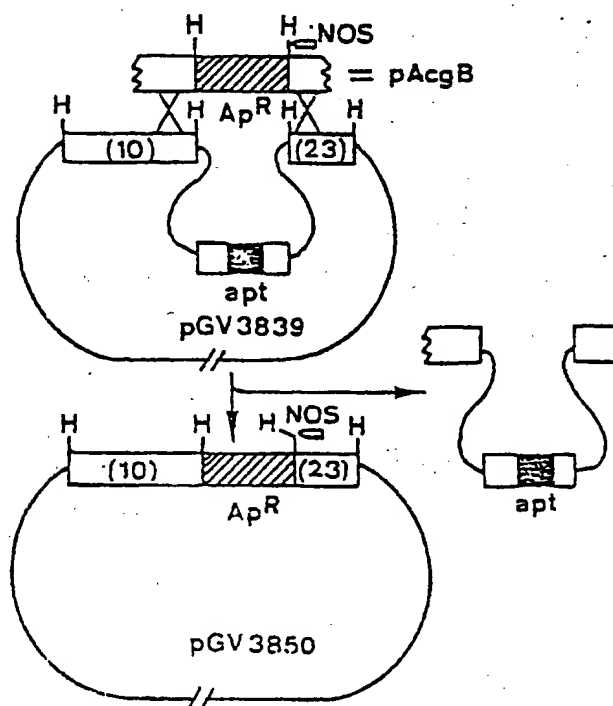 H H NOS
= pAcgB
H ApR H H H
(10) (23)
apt
pGV3839
H H H NOS H
(10) (23)
ApR
apt
pGV3850